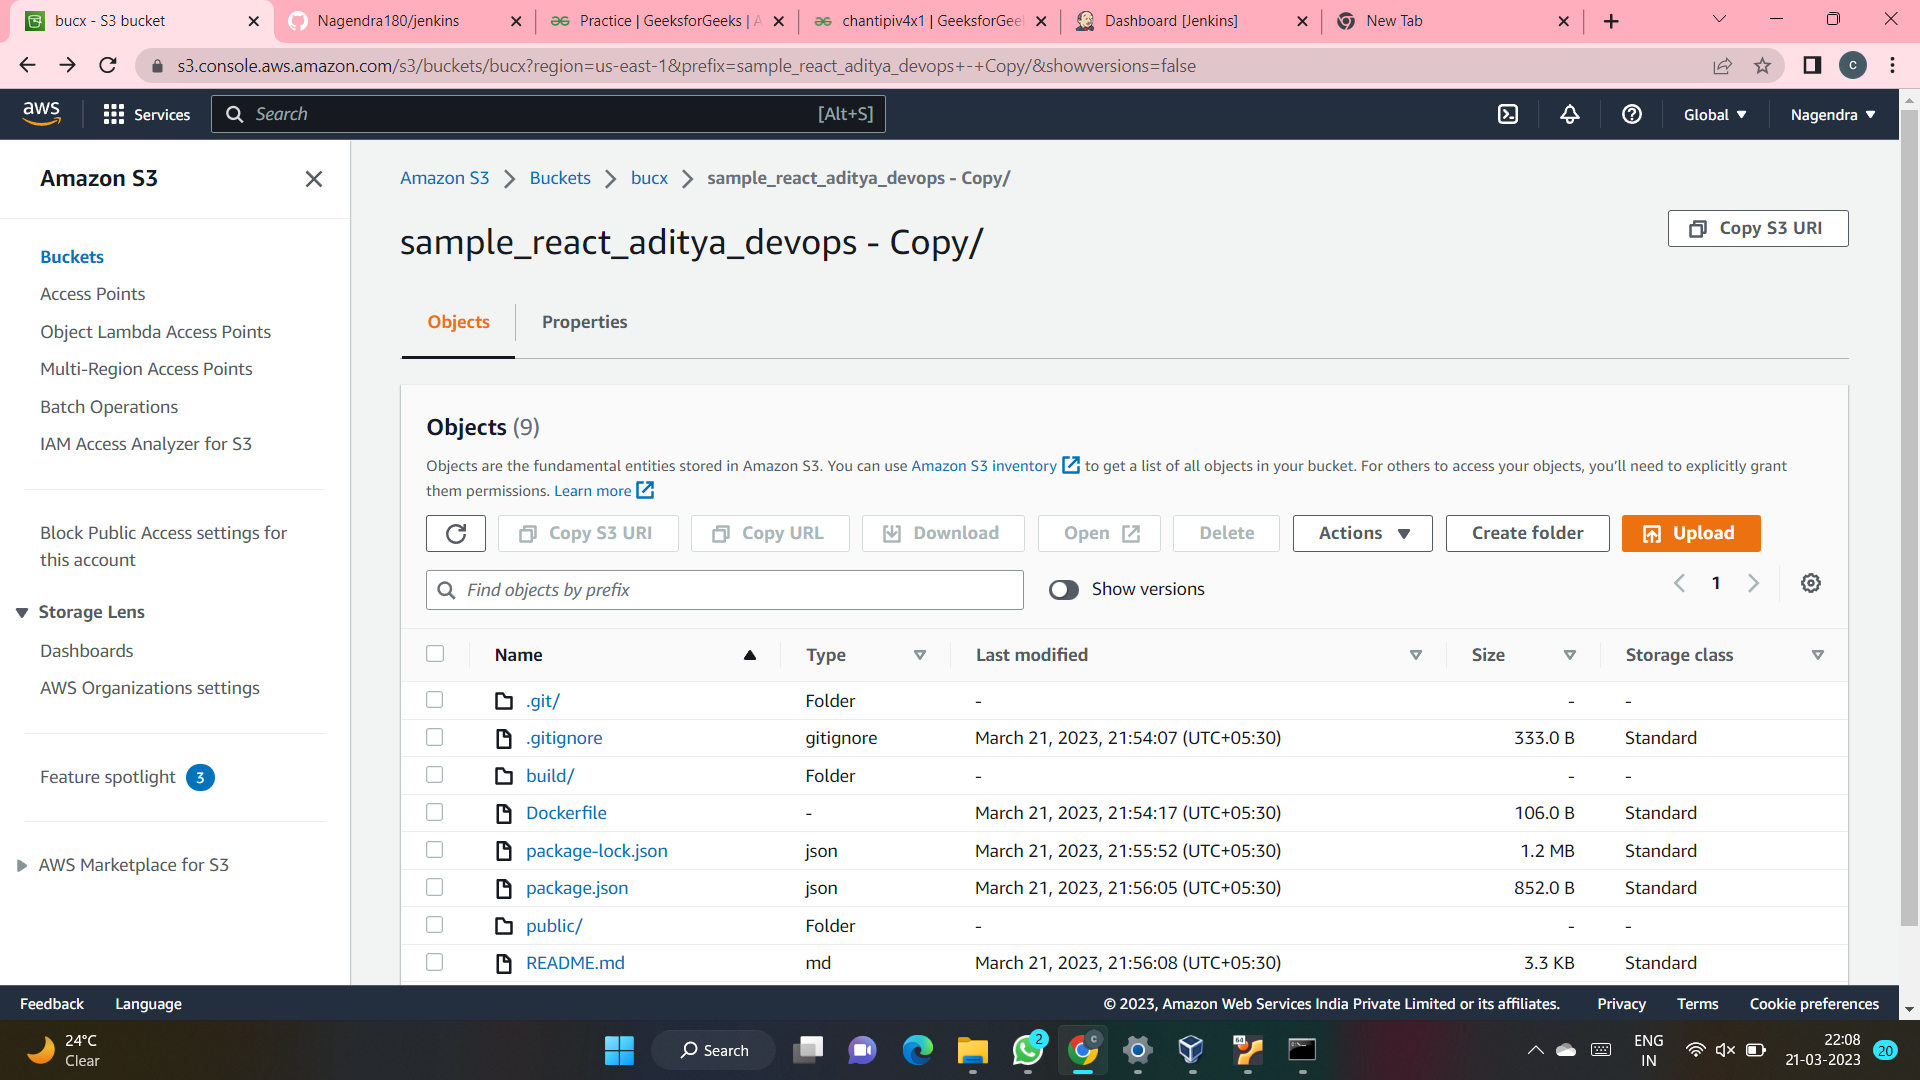 bucx - S3 bucket
Nagendra180/jenkins
Practice | GeeksforGeeks | A
chantipiv4x1 | GeeksforGee
Dashboard [Jenkins]
New Tab
s3.console.aws.amazon.com/s3/buckets/bucx?region=us-east-1&prefix=sample_react_aditya_devops+-+Copy/&showversions=false
C
aws
Services
Search
[Alt+S]
Global
Nagendra
Amazon S3
Buckets
Access Points
Object Lambda Access Points
Multi-Region Access Points
Batch Operations
IAM Access Analyzer for S3
Block Public Access settings for
this account
Storage Lens
Dashboards
AWS Organizations settings
Feature spotlight 3
AWS Marketplace for S3
Amazon S3 > Buckets > bucx > sample_react_aditya_devops - Copy/
sample_react_aditya_devops - Copy/
Copy S3 URI
Objects
Properties
Objects (9)
Objects are the fundamental entities stored in Amazon S3. You can use Amazon S3 inventory to get a list of all objects in your bucket. For others to access your objects, you’ll need to explicitly grant
them permissions. Learn more
Copy S3 URI
Copy URL
Download
Open
Delete
Actions
Create folder
Upload
Find objects by prefix
Show versions
1
Name Type Last modified Size Storage class
.git/ Folder - - -
.gitignore gitignore March 21, 2023, 21:54:07 (UTC+05:30) 333.0 B Standard
build/ Folder - - -
Dockerfile - March 21, 2023, 21:54:17 (UTC+05:30) 106.0 B Standard
package-lock.json json March 21, 2023, 21:55:52 (UTC+05:30) 1.2 MB Standard
package.json json March 21, 2023, 21:56:05 (UTC+05:30) 852.0 B Standard
public/ Folder - - -
README.md md March 21, 2023, 21:56:08 (UTC+05:30) 3.3 KB Standard
Feedback
Language
© 2023, Amazon Web Services India Private Limited or its affiliates.
Privacy
Terms
Cookie preferences
24°C
Clear
Search
2
C
64
ENG
IN
22:08
21-03-2023
20